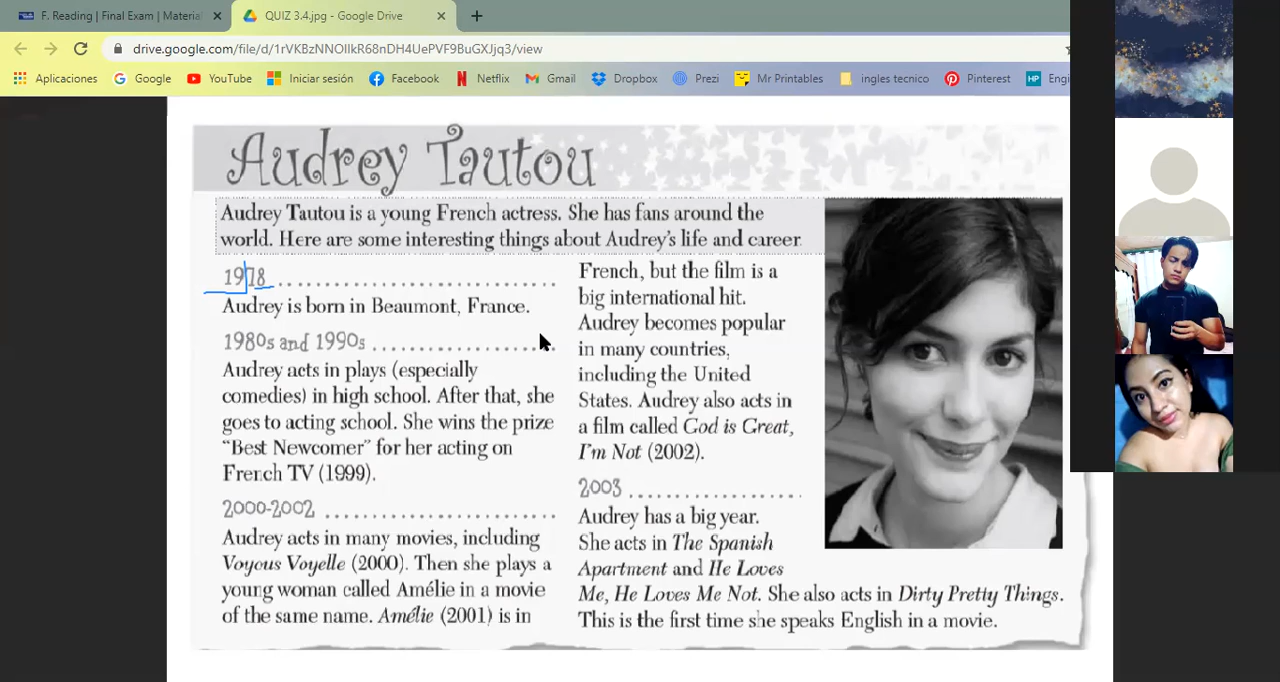 F. Reading | Final Exam | Materia
QUIZ 3.4.jpg - Google Drive
drive.google.com/file/d/1rVKBzNNOllkR68nDH4UePVF9BuGXJjq3/view
Aplicaciones
Google
YouTube
Iniciar sesión
Facebook
Netflix
Gmail
Dropbox
Prezi
Mr Printables
ingles tecnico
Pinterest
HP
Engi
Audrey Tautou
Audrey Tautou is a young French actress. She has fans around the
world. Here are some interesting things about Audrey's life and career.
1978
Audrey is born in Beaumont, France.
1980s and 1990s
Audrey acts in plays (especially
comedies) in high school. After that, she
goes to acting school. She wins the prize
“Best Newcomer” for her acting on
French TV (1999).
2000-2002
Audrey acts in many movies, including
Voyous Voyelle (2000). Then she plays a
young woman called Amélie in a movie
of the same name. Amélie (2001) is in
French, but the film is a
big international hit.
Audrey becomes popular
in many countries,
including the United
States. Audrey also acts in
a film called God is Great,
I'm Not (2002).
2003
Audrey has a big year.
She acts in The Spanish
Apartment and He Loves
Me, He Loves Me Not. She also acts in Dirty Pretty Things.
This is the first time she speaks English in a movie.